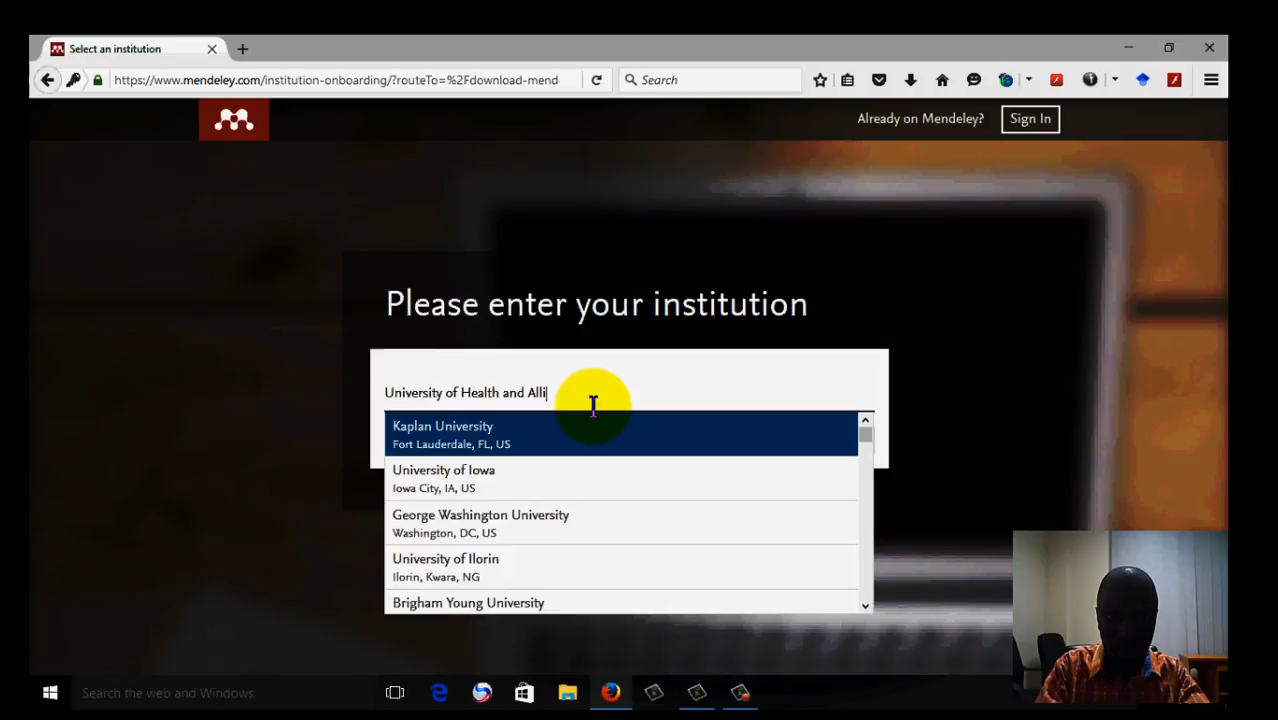 Select an institution
https://www.mendeley.com/institution-onboarding/?routeTo=%2Fdownload-mend
Search
Already on Mendeley?
Sign In
Please enter your institution
University of Health and Alli
Kaplan University
Fort Lauderdale, FL, US
University of Iowa
Iowa City, IA, US
George Washington University
Washington, DC, US
University of Ilorin
Ilorin, Kwara, NG
Brigham Young University
Search the web and Windows